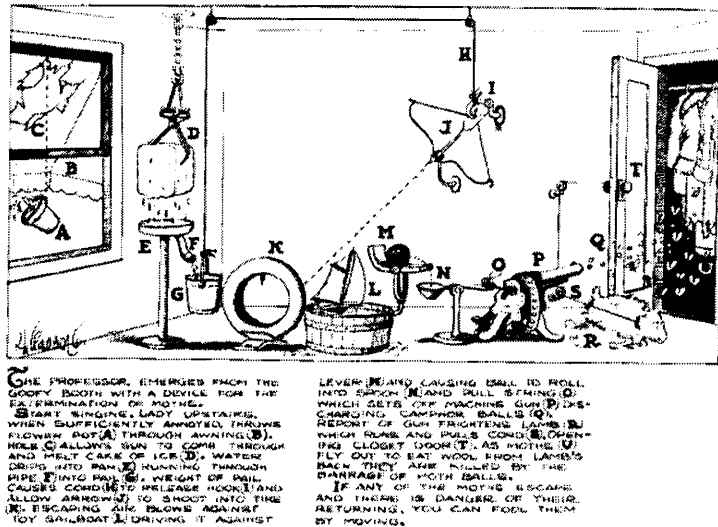 H
I
C
D
J
B
T
A
E
F
K
M
L
N
O
P
Q
G
S
R
U
THE PROFESSOR, EMERGES FROM THE
GOOFY BOOTH WITH A DEVICE FOR THE
EXTERMINATION OF MOTHS.
START SINGING. LADY UPSTAIRS,
WHEN SUFFICIENTLY ANNOYED, THROWS
FLOWER POT (A) THROUGH AWNING (B).
HOLE (C) ALLOWS SUN TO COME THROUGH
AND MELT CAKE OF ICE (D). WATER
DRIPS INTO PAN (E) RUNNING THROUGH
PIPE (F) INTO PAIL (G). WEIGHT OF PAIL
CAUSES CORD (H) TO RELEASE HOOK (I) AND
ALLOW ARROW (J) TO SHOOT INTO TIRE
(K). ESCAPING AIR BLOWS AGAINST
TOY SAILBOAT (L) DRIVING IT AGAINST
LEVER (M) AND CAUSING BALL TO ROLL
INTO SPOON (N) AND PULL STRING (O)
WHICH SETS OFF MACHINE GUN (P) DIS-
CHARGING CAMPHOR BALLS (Q).
REPORT OF GUN FRIGHTENS LAMB (R)
WHICH RUNS AND PULLS CORD (S), OPEN-
ING CLOSET DOOR (T). AS MOTHS (U)
FLY OUT TO EAT WOOL FROM LAMB'S
BACK THEY ARE KILLED BY THE
BARRAGE OF MOTH BALLS.
IF ANY OF THE MOTHS ESCAPE
AND THERE IS DANGER OF THEIR
RETURNING, YOU CAN FOOL THEM
BY MOVING.